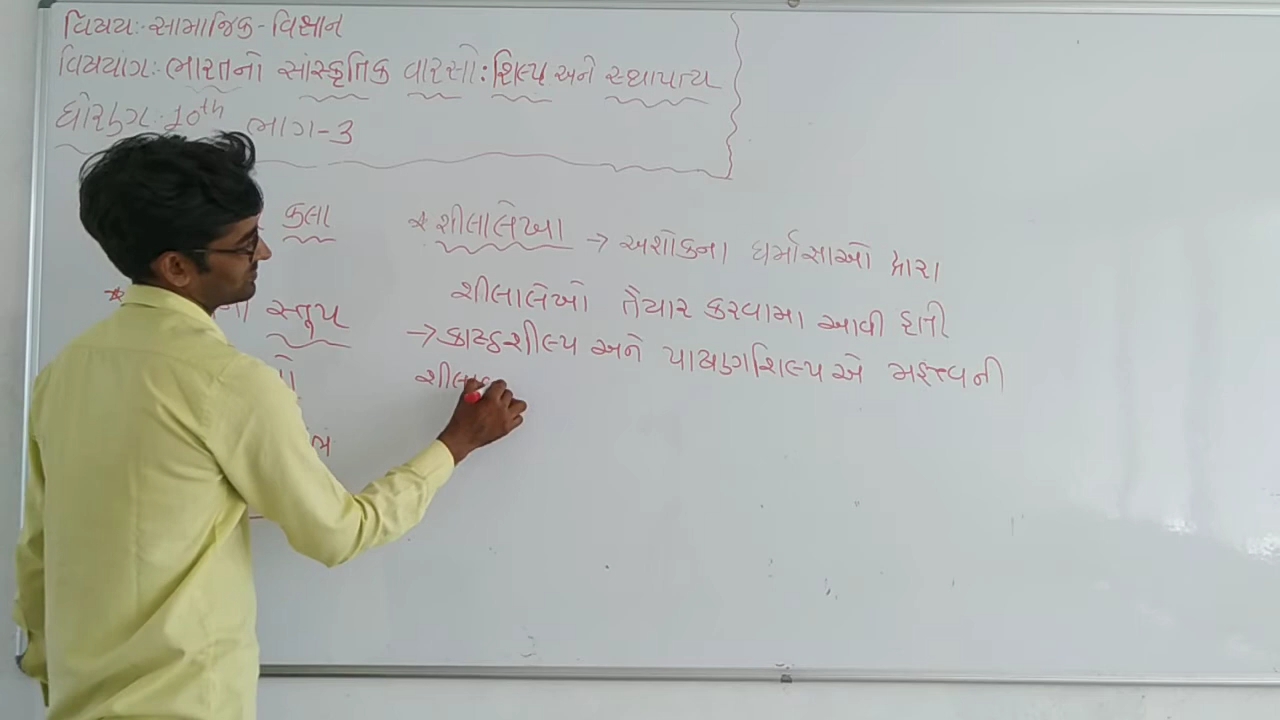 વિષય:- સામાજિક - વિજ્ઞાન
વિષયાંગ:- ભારતનો સાંસ્કૃતિક વારસો : શિલ્પ અને સ્થાપત્ય
ધોરણ:- 10th ભાગ - 3
કલા
સ્તૂપ
* શીલાલેખા → અશોકના ધર્માસાઓ દ્વારા
શીલાલેખો તૈયાર કરવામા આવી હતી
→ કાષ્ઠશીલ્પ અને પાષાણશિલ્પ એ મહત્ત્વની